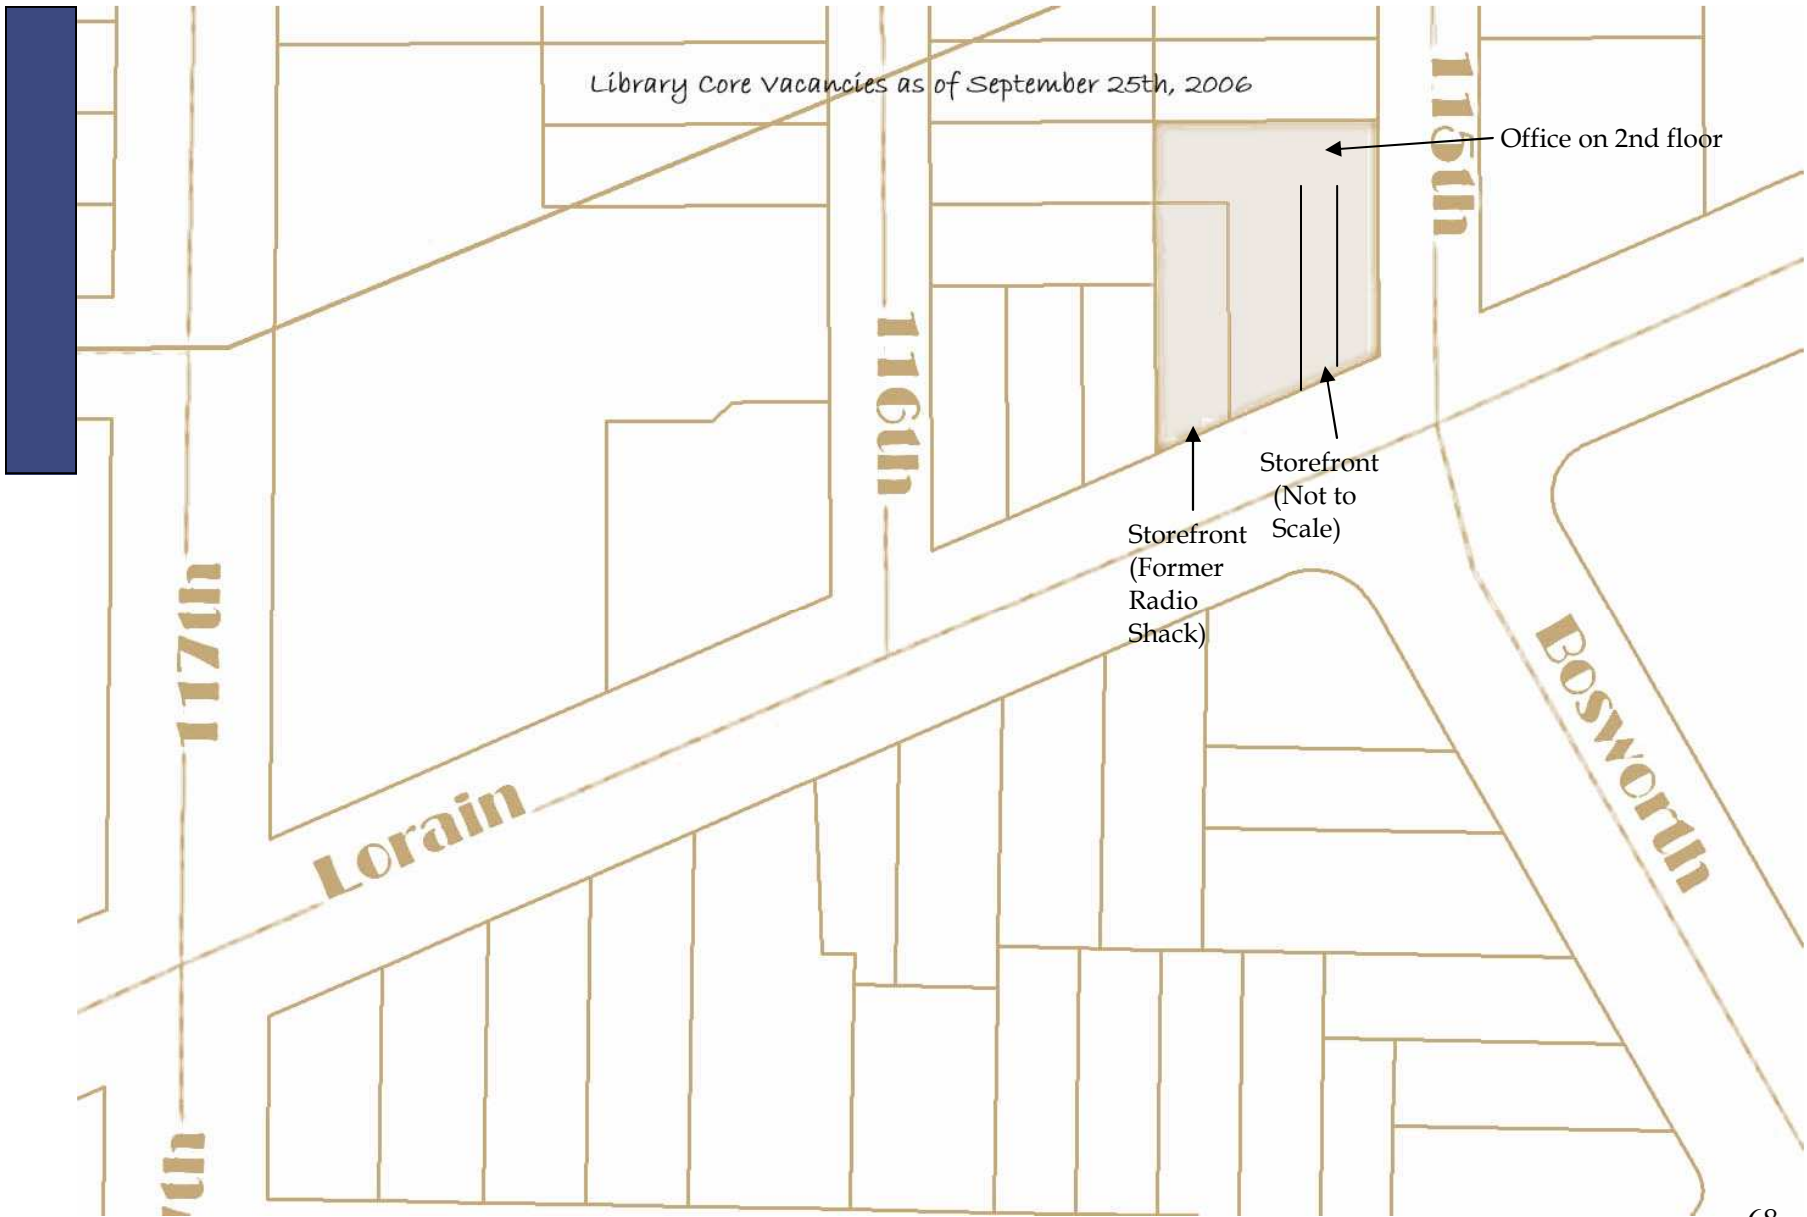 Library Core Vacancies as of September 25th, 2006
115th
Office on 2nd floor
116th
Storefront
(Not to
Scale)
Storefront
(Former
Radio
Shack)
117th
Bosworth
Lorain